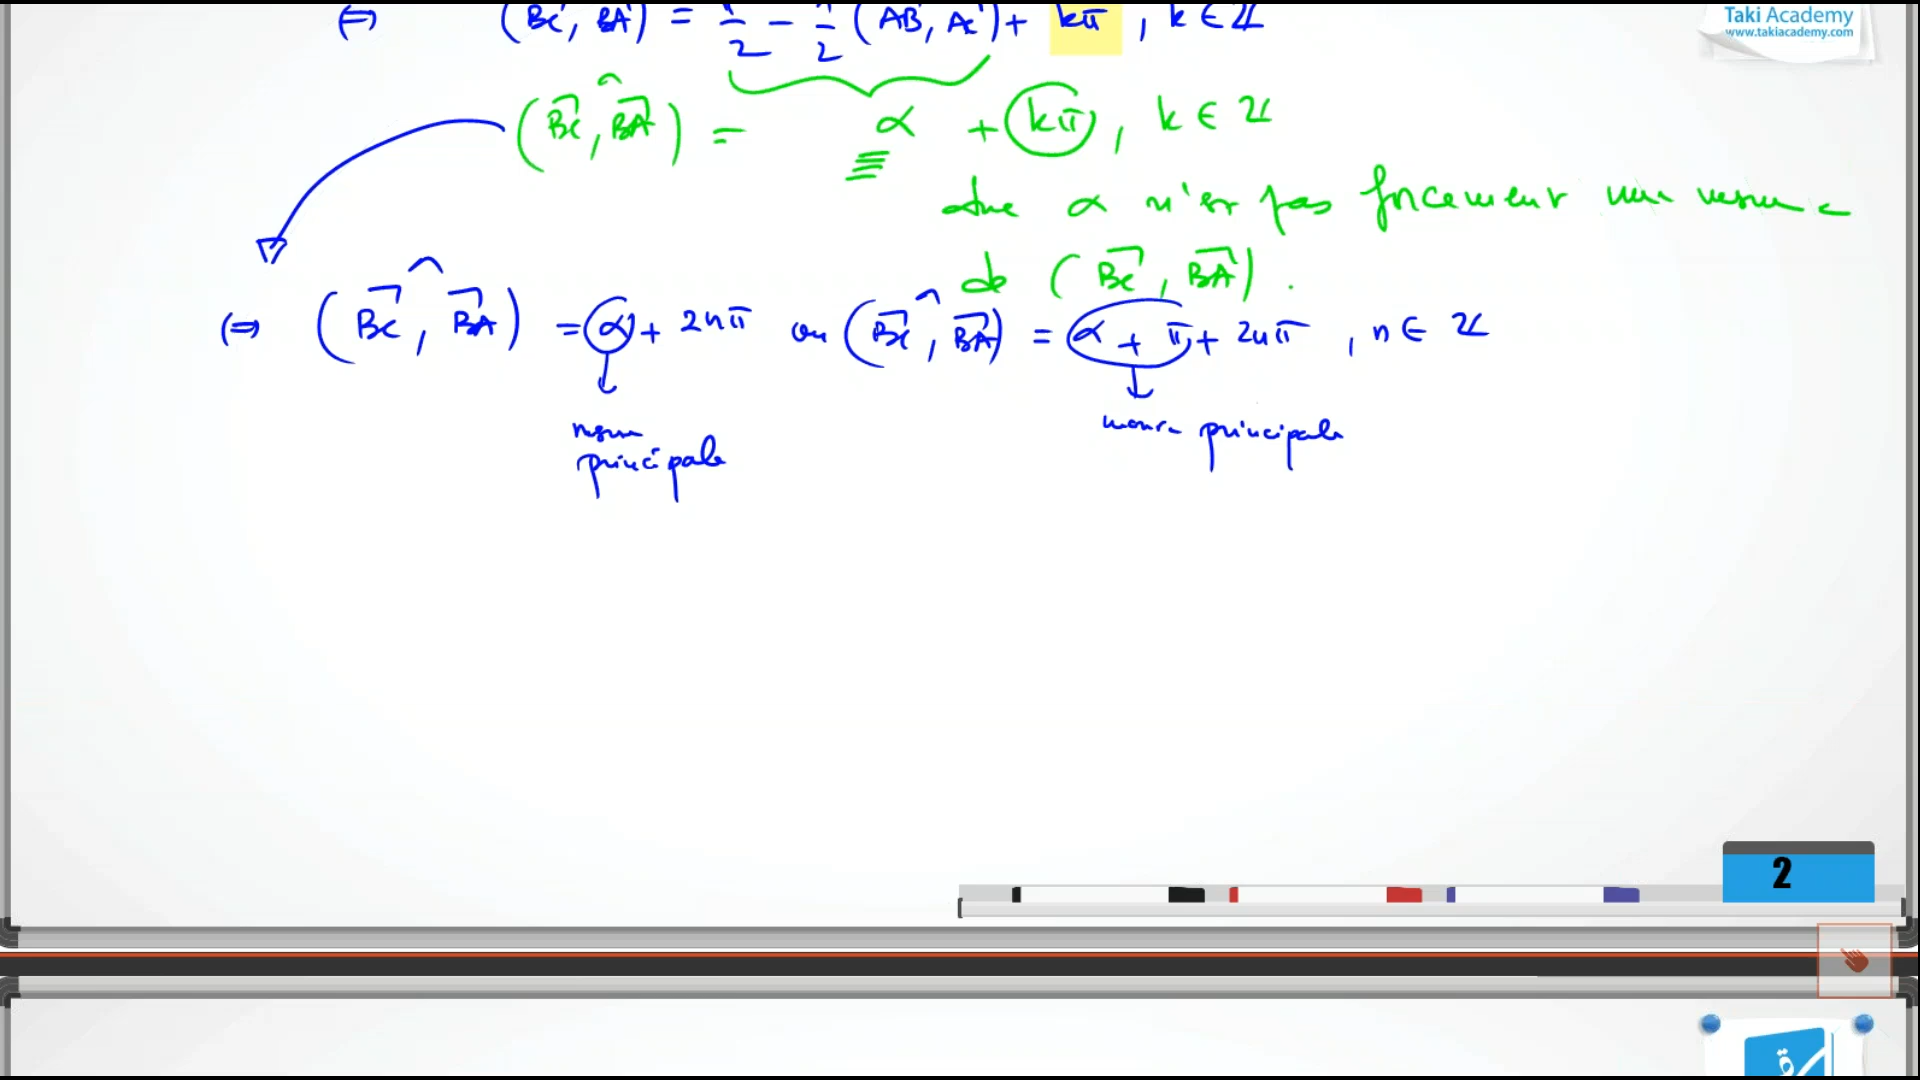 Taki Academy
www.takiacademy.com
⇔ (BC, BA) = π/2 - 1/2 (AB, AC) + kπ, k ∈ ℤ
(BC, BA) = α + kπ, k ∈ ℤ
donc α n'est pas forcement une mesure
de (BC, BA).
⇔ (BC, BA) = α + 2nπ ou (BC, BA) = α + π + 2nπ, n ∈ ℤ
mesure principale
mesure principale
2